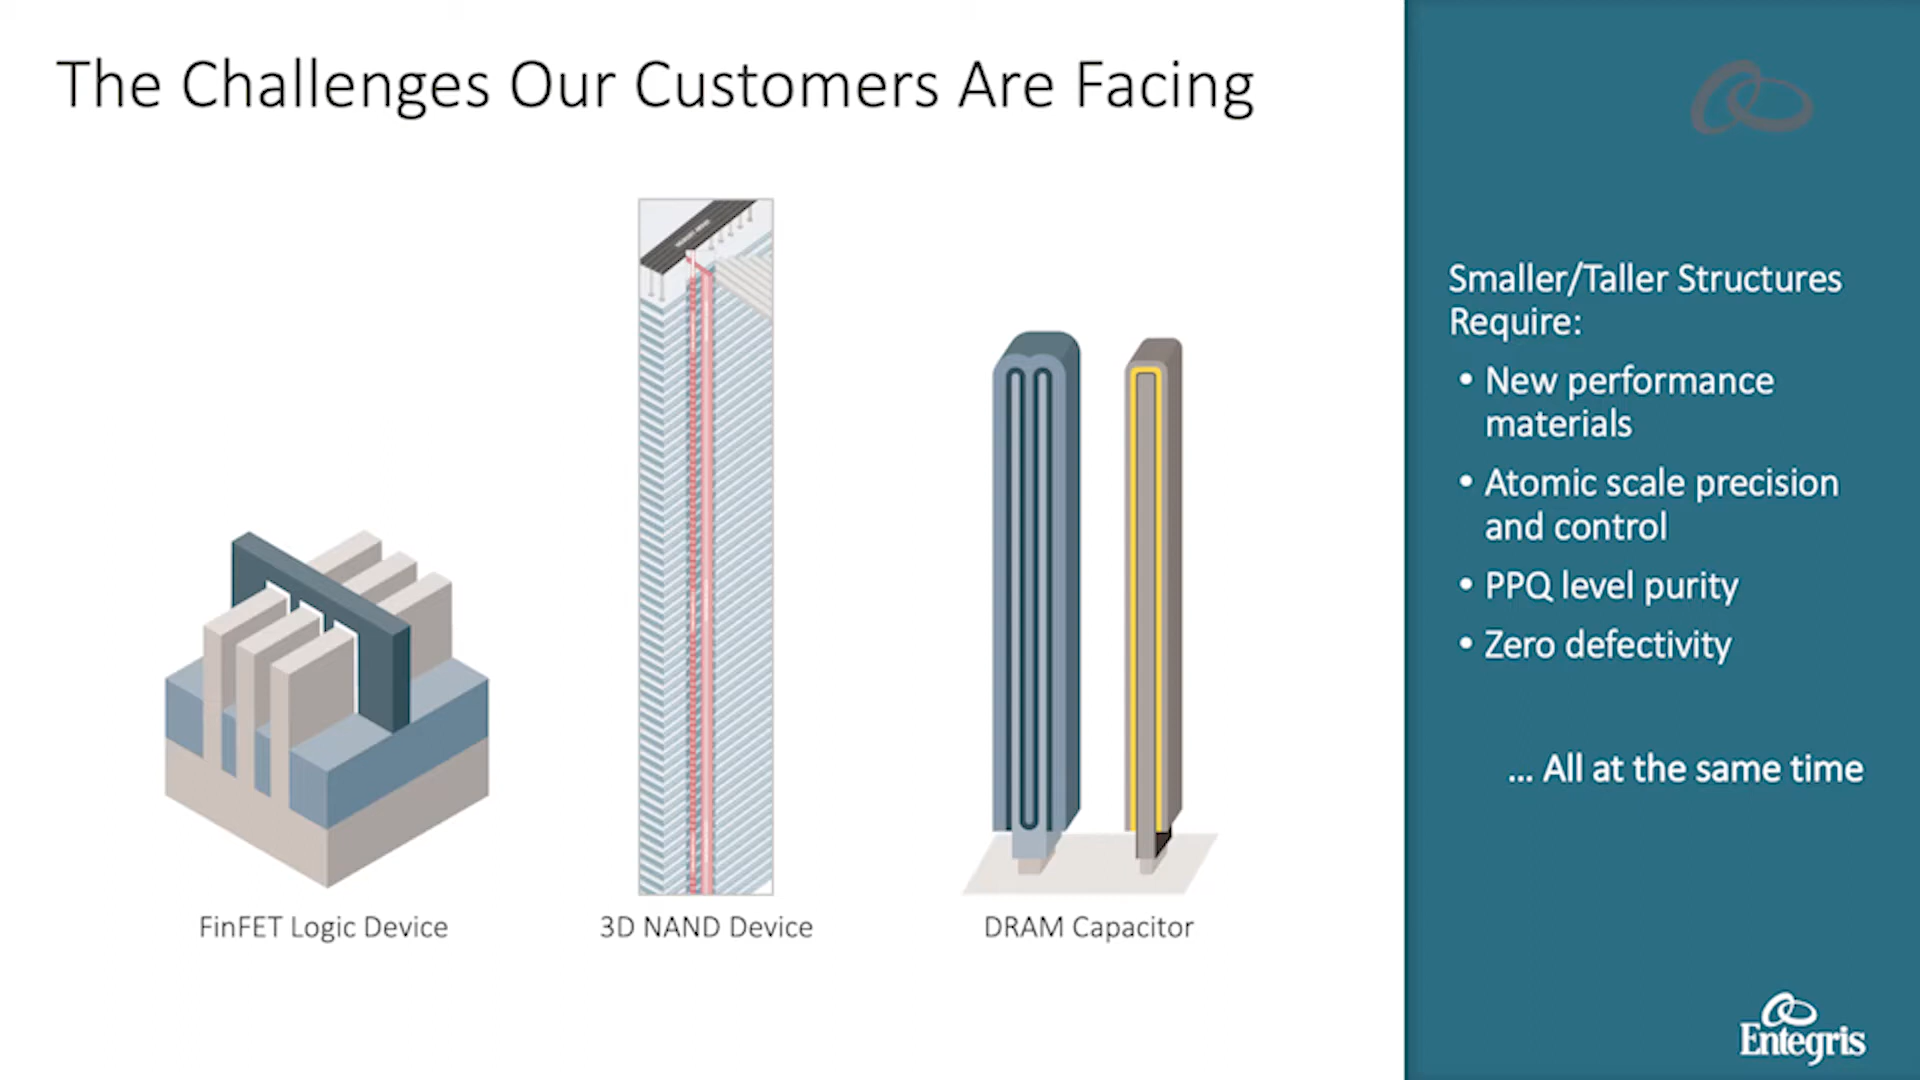 The Challenges Our Customers Are Facing
Smaller/Taller Structures
Require:
• New performance
materials
• Atomic scale precision
and control
• PPQ level purity
• Zero defectivity
... All at the same time
FinFET Logic Device
3D NAND Device
DRAM Capacitor
Entegris